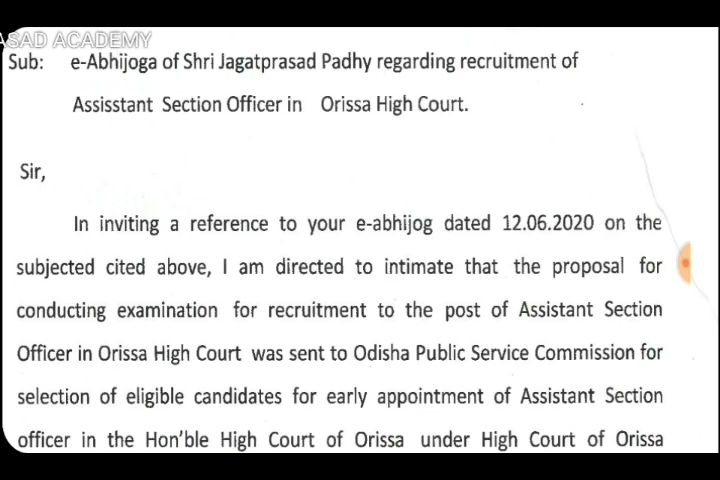 ASAD ACADEMY
Sub: e-Abhijoga of Shri Jagatprasad Padhy regarding recruitment of
Assisstant Section Officer in Orissa High Court.
Sir,
In inviting a reference to your e-abhijog dated 12.06.2020 on the
subjected cited above, I am directed to intimate that the proposal for
conducting examination for recruitment to the post of Assistant Section
Officer in Orissa High Court was sent to Odisha Public Service Commission for
selection of eligible candidates for early appointment of Assistant Section
officer in the Hon'ble High Court of Orissa under High Court of Orissa